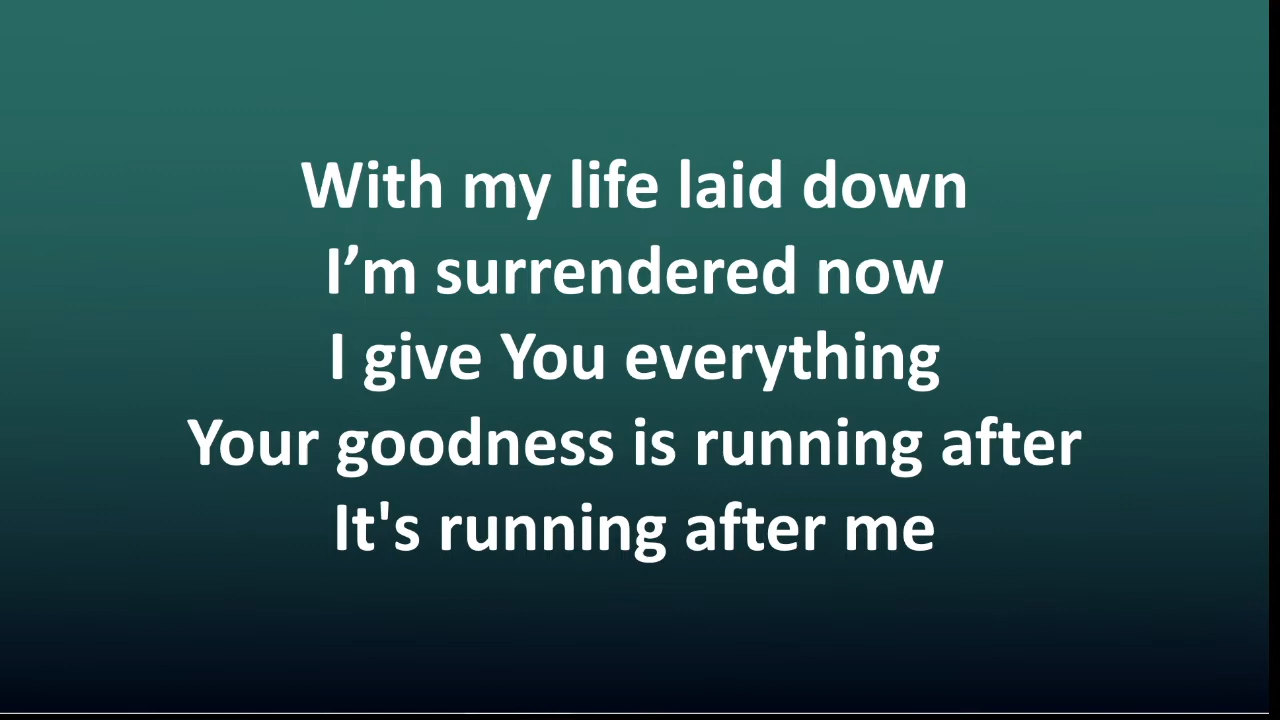 With my life laid down
I’m surrendered now
I give You everything
Your goodness is running after
It's running after me